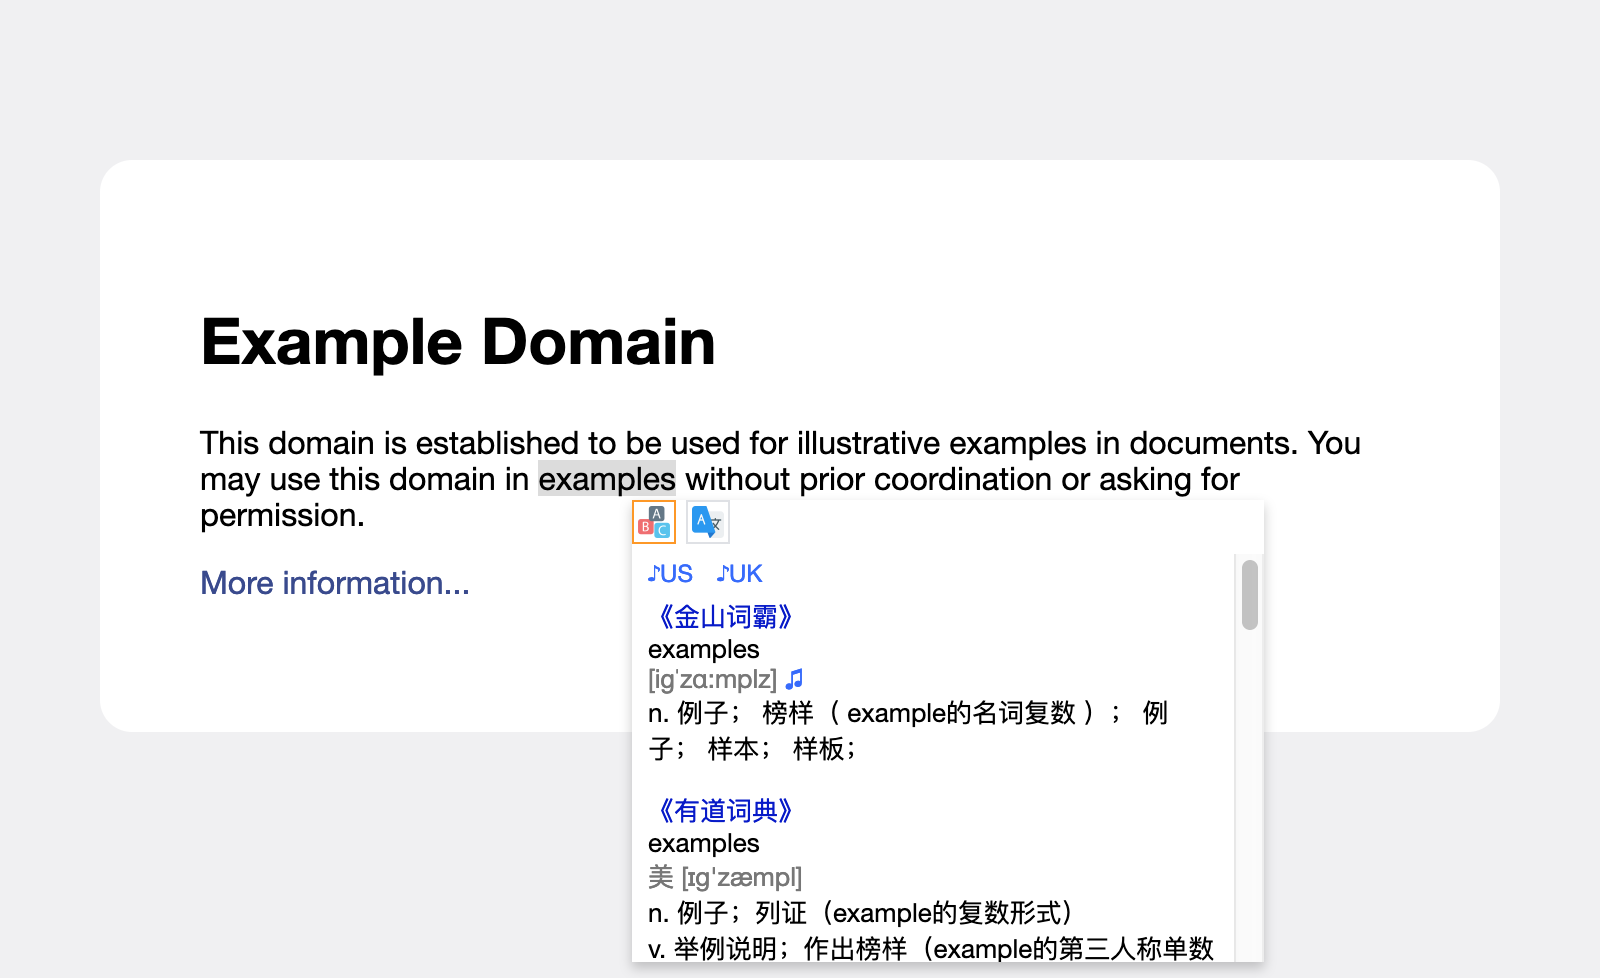 Example Domain
This domain is established to be used for illustrative examples in documents. You
may use this domain in examples without prior coordination or asking for
permission.
More information...
A
B
C
A 文
♪US ♪UK
《金山词霸》
examples
[igˈzɑ:mplz] ♫
n. 例子； 榜样（ example的名词复数 ）； 例
子； 样本； 样板；
《有道词典》
examples
美 [ɪg'zæmpl]
n. 例子；列证（example的复数形式）
v. 举例说明；作出榜样（example的第三人称单数